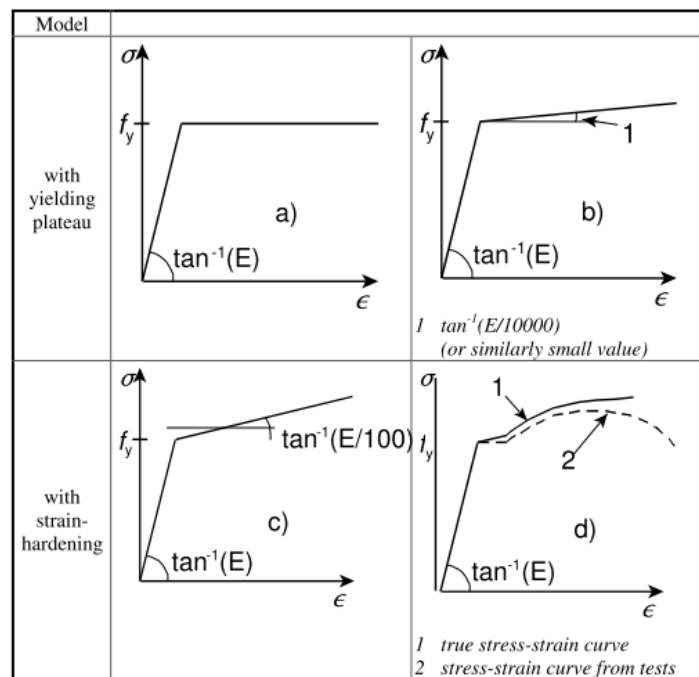 Model
with
yielding
plateau
σ
f_y
a)
tan⁻¹(E)
ϵ
σ
f_y
1
b)
tan⁻¹(E)
ϵ
1 tan⁻¹(E/10000)
(or similarly small value)
with
strain-
hardening
σ
f_y
tan⁻¹(E/100)
c)
tan⁻¹(E)
ϵ
σ
1
f_y
2
d)
tan⁻¹(E)
ϵ
1 true stress-strain curve
2 stress-strain curve from tests